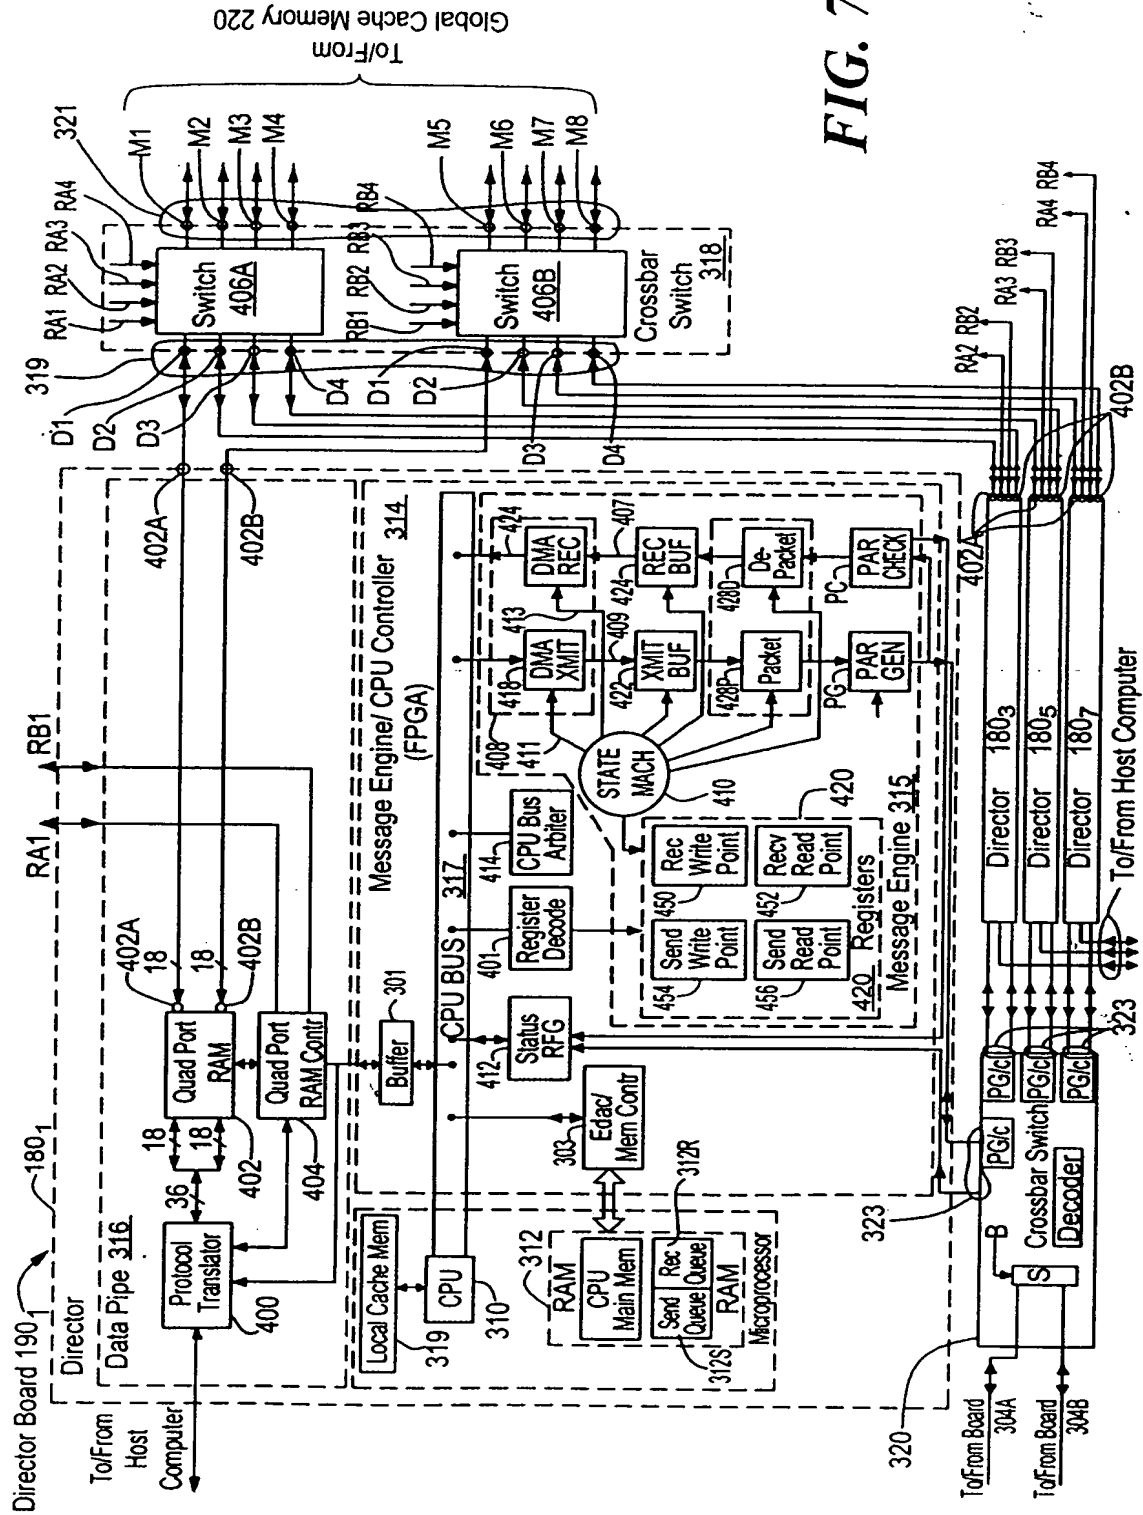 Director Board 190₁
180₁
Director
To/From
Host
Computer
Data Pipe 316
Protocol
Translator
400
36
18
18
Quad Port
RAM
402
402A
18
18
402B
Quad Port
RAM Contr
404
RA1
RB1
402A
402B
Message Engine/ CPU Controller
(FPGA)
314
Buffer
301
CPU BUS
317
Local Cache Mem
319
CPU
310
312
RAM
CPU
Main Mem
Send
Queue
Rec
Queue
312S
312R
RAM
Microprocessor
303
Edac/
Mem Contr
412
Status
RFG
401
Register
Decode
414
CPU Bus
Arbiter
454
Send
Write
Point
450
Rec
Write
Point
456
Send
Read
Point
452
Recv
Read
Point
420
Registers
420
Message Engine 315
STATE
MACH
410
408
411
413
418
DMA
XMIT
DMA
REC
424
409
407
422
XMIT
BUF
424
REC
BUF
428P
Packet
428D
De-
Packet
PG
PAR
GEN
PC
PAR
CHECK
319
D1
D2
D3
D4
D1
D2
D3
D4
RA1
RA2
RA3
RA4
Switch
406A
RB1
RB2
RB3
RB4
Switch
406B
Crossbar
Switch
318
321
M1
M2
M3
M4
M5
M6
M7
M8
To/From
Global Cache Memory 220
320
To/From Board
304A
To/From Board
304B
S
B
Crossbar Switch
Decoder
323
PG/c
PG/c
PG/c
PG/c
323
To/From Host Computer
Director 180₃
Director 180₅
Director 180₇
402A
402B
RA2
RB2
RA3
RB3
RA4
RB4
FIG. 7